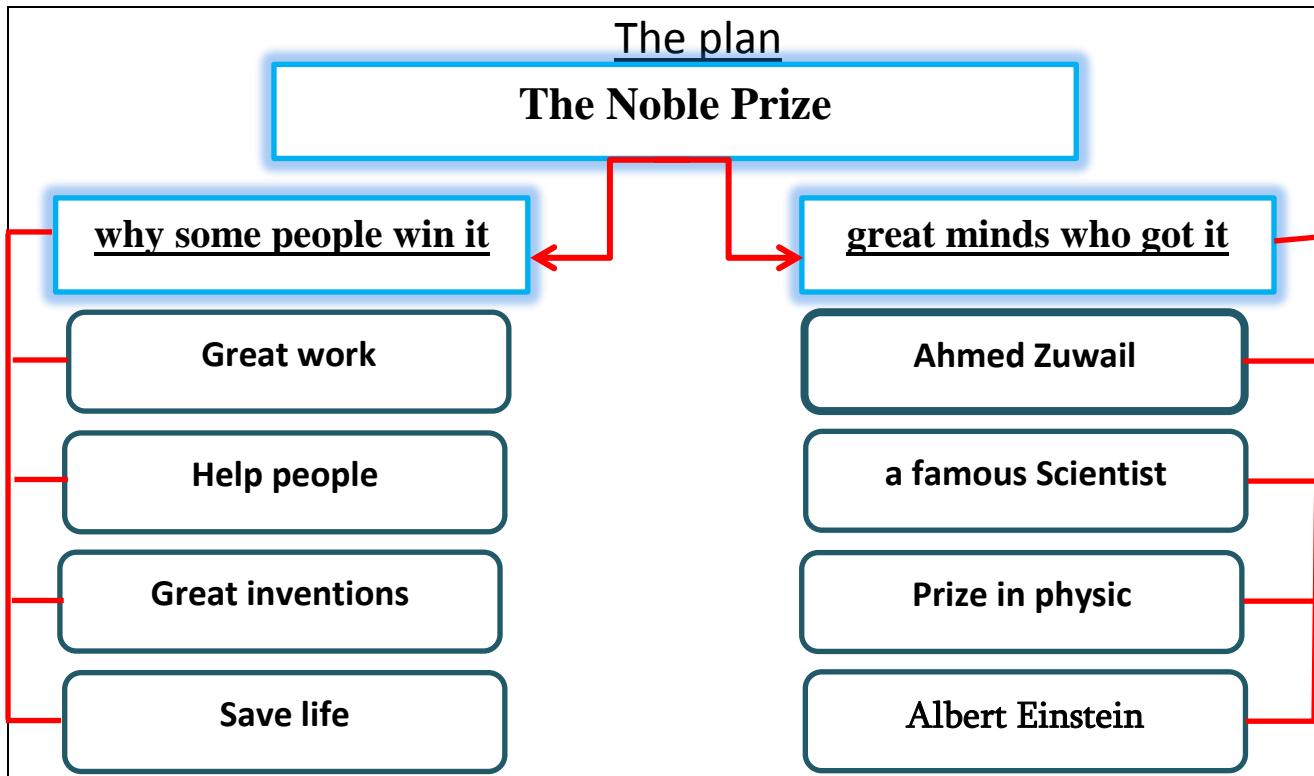 The plan
The Noble Prize
why some people win it
great minds who got it
Great work
Ahmed Zuwail
Help people
a famous Scientist
Great inventions
Prize in physic
Save life
Albert Einstein